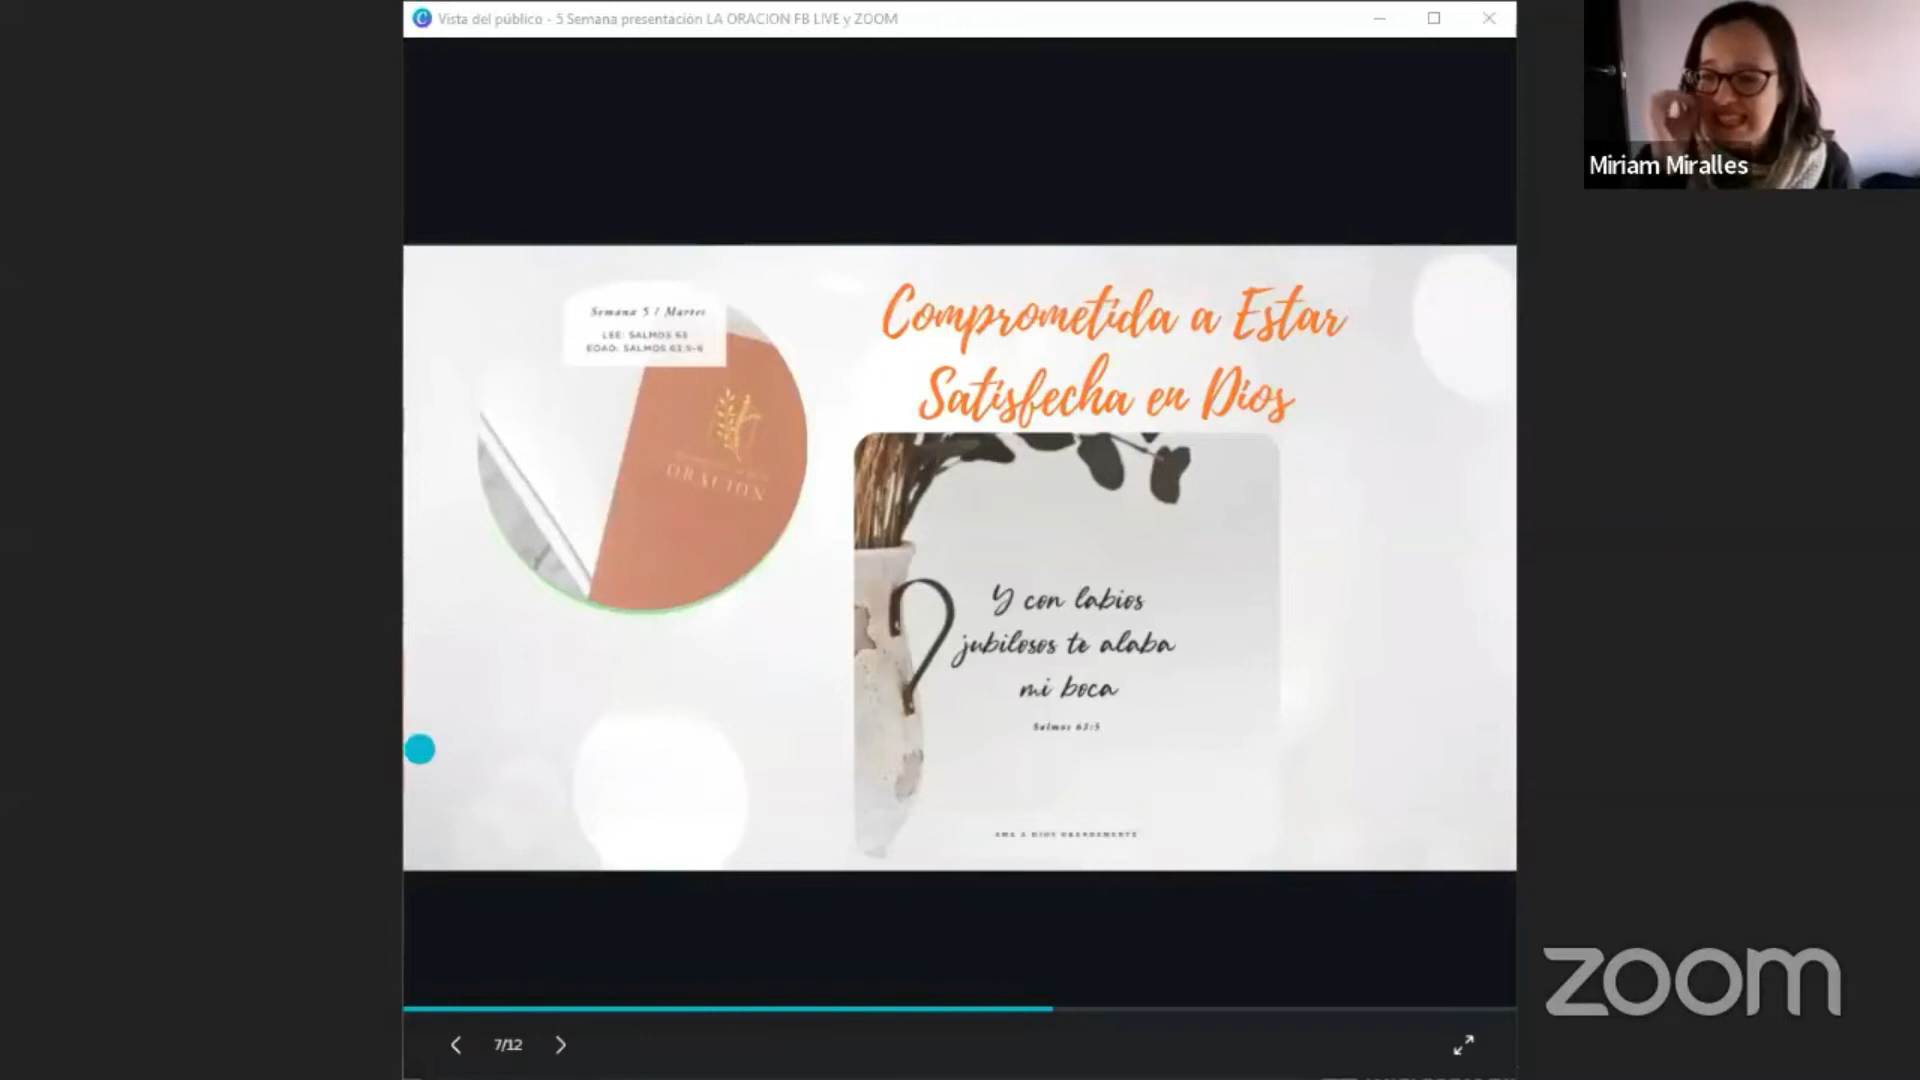 Vista del público - 5 Semana presentación LA ORACION FB LIVE y ZOOM
Miriam Miralles
Semana 5 / Martes
LEE: SALMOS 63
EOAO: SALMOS 63:5-6
Comprometida a Estar
Satisfecha en Dios
ORACION
Y con labios
jubilosos te alaba
mi boca
Salmos 63:5
AMA A DIOS GRANDEMENTE
zoom
7/12